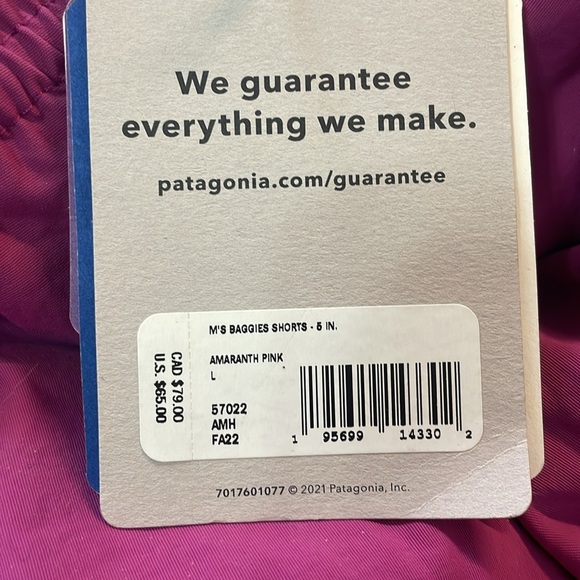 We guarantee
everything we make.
patagonia.com/guarantee
M'S BAGGIES SHORTS - 5 IN.
AMARANTH PINK
L
57022
AMH
FA22
CAD $79.00
U.S. $65.00
1 95699 14330 2
7017601077 © 2021 Patagonia, Inc.